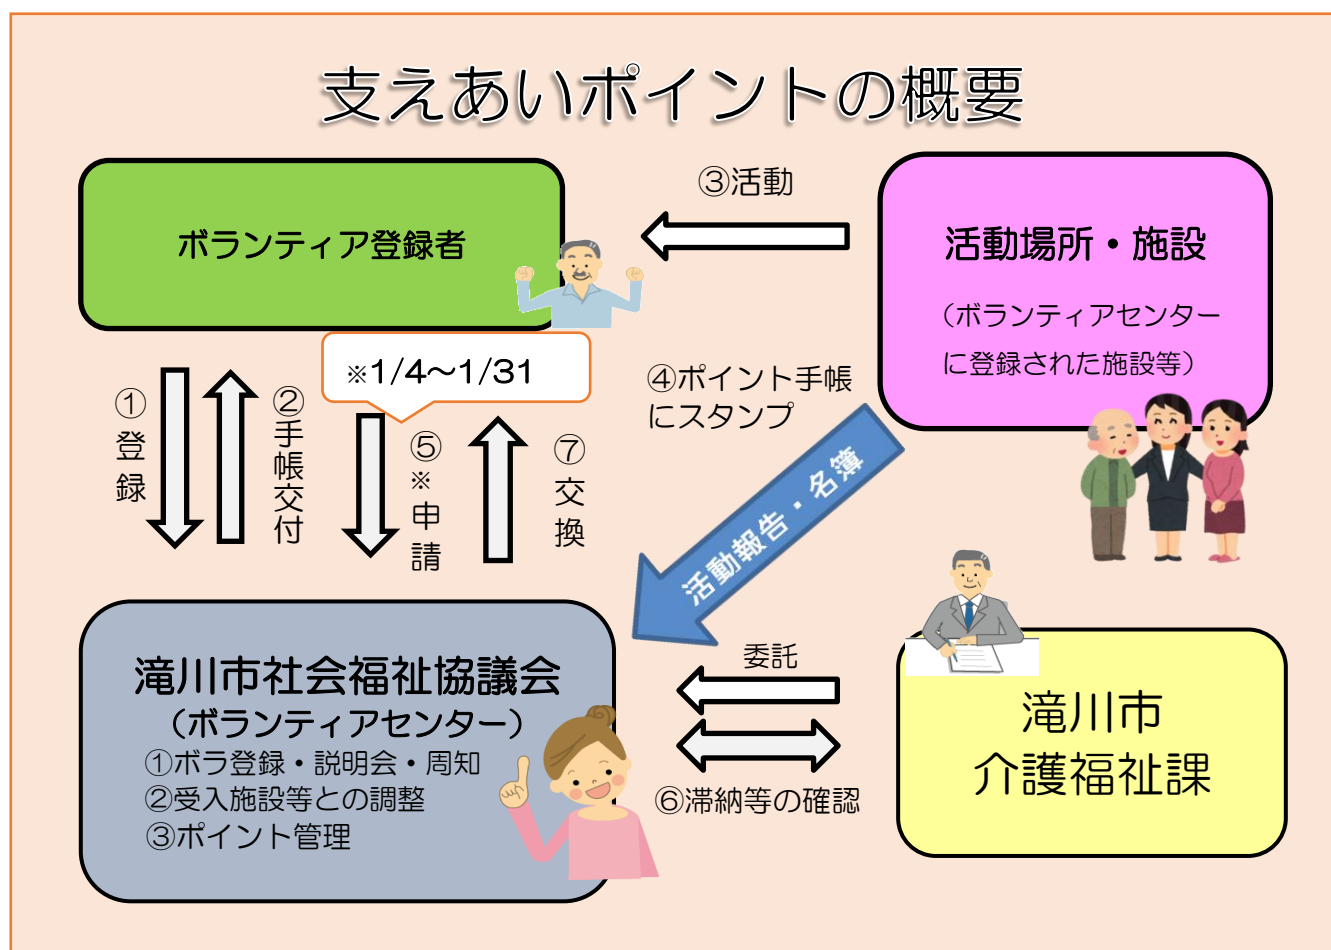 支えあいポイントの概要
ボランティア登録者
③活動
活動場所・施設
（ボランティアセンター
に登録された施設等）
※1/4～1/31
④ポイント手帳
にスタンプ
①登録
②手帳交付
⑤※申請
⑦交換
活動報告・名簿
滝川市社会福祉協議会
（ボランティアセンター）
①ボラ登録・説明会・周知
②受入施設等との調整
③ポイント管理
委託
⑥滞納等の確認
滝川市
介護福祉課